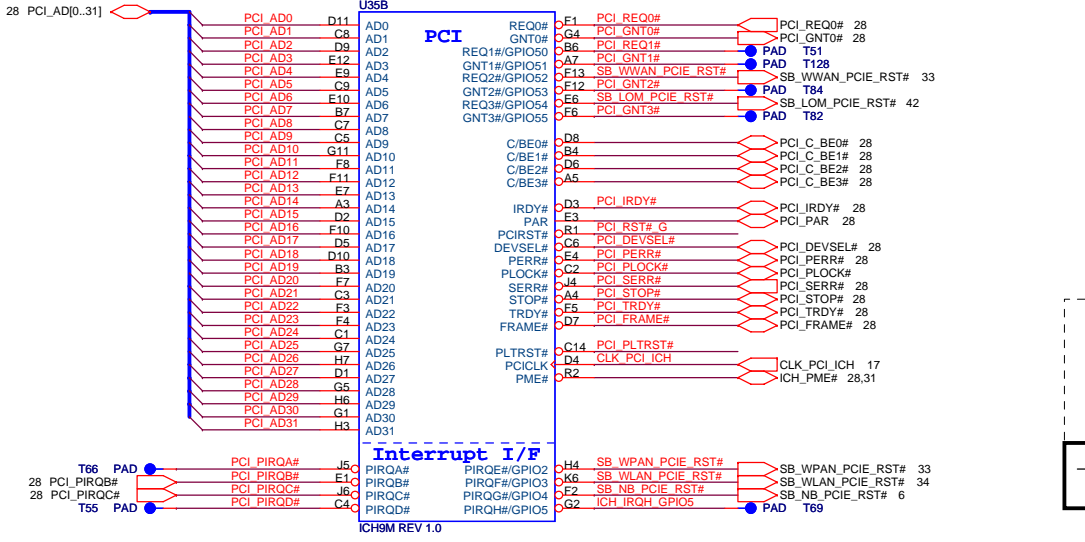 U35B
28 PCI_AD[0..31]
PCI
PCI_AD0 D11 AD0 REQ0# F1 PCI_REQ0# PCI_REQ0# 28
PCI_AD1 C8 AD1 GNT0# G4 PCI_GNT0# PCI_GNT0# 28
PCI_AD2 D9 AD2 REQ1#/GPIO50 B6 PCI_REQ1# PAD T51
PCI_AD3 E12 AD3 GNT1#/GPIO51 A7 PCI_GNT1# PAD T128
PCI_AD4 E9 AD4 REQ2#/GPIO52 F13 SB_WWAN_PCIE_RST# SB_WWAN_PCIE_RST# 33
PCI_AD5 C9 AD5 GNT2#/GPIO53 F12 PCI_GNT2# PAD T84
PCI_AD6 E10 AD6 REQ3#/GPIO54 E6 SB_LOM_PCIE_RST# SB_LOM_PCIE_RST# 42
PCI_AD7 B7 AD7 GNT3#/GPIO55 F6 PCI_GNT3# PAD T82
PCI_AD8 C7 AD8
PCI_AD9 C5 AD9 C/BE0# D8 PCI_C_BE0# 28
PCI_AD10 G11 AD10 C/BE1# B4 PCI_C_BE1# 28
PCI_AD11 F8 AD11 C/BE2# D6 PCI_C_BE2# 28
PCI_AD12 F11 AD12 C/BE3# A5 PCI_C_BE3# 28
PCI_AD13 E7 AD13
PCI_AD14 A3 AD14 IRDY# D3 PCI_IRDY# PCI_IRDY# 28
PCI_AD15 D2 AD15 PAR E3 PCI_PAR 28
PCI_AD16 F10 AD16 PCIRST# R1 PCI_RST#_G
PCI_AD17 D5 AD17 DEVSEL# C6 PCI_DEVSEL# PCI_DEVSEL# 28
PCI_AD18 D10 AD18 PERR# E4 PCI_PERR# PCI_PERR# 28
PCI_AD19 B3 AD19 PLOCK# C2 PCI_PLOCK# PCI_PLOCK#
PCI_AD20 F7 AD20 SERR# J4 PCI_SERR# PCI_SERR# 28
PCI_AD21 C3 AD21 STOP# A4 PCI_STOP# PCI_STOP# 28
PCI_AD22 F3 AD22 TRDY# F5 PCI_TRDY# PCI_TRDY# 28
PCI_AD23 F4 AD23 FRAME# D7 PCI_FRAME# PCI_FRAME# 28
PCI_AD24 C1 AD24
PCI_AD25 G7 AD25 PLTRST# C14 PCI_PLTRST#
PCI_AD26 H7 AD26 PCICLK D4 CLK_PCI_ICH CLK_PCI_ICH 17
PCI_AD27 D1 AD27 PME# R2 ICH_PME# 28,31
PCI_AD28 G5 AD28
PCI_AD29 H6 AD29
PCI_AD30 G1 AD30
PCI_AD31 H3 AD31
Interrupt I/F
T66 PAD PCI_PIRQA# J5 PIRQA# PIRQE#/GPIO2 H4 SB_WPAN_PCIE_RST# SB_WPAN_PCIE_RST# 33
28 PCI_PIRQB# PCI_PIRQB# E1 PIRQB# PIRQF#/GPIO3 K6 SB_WLAN_PCIE_RST# SB_WLAN_PCIE_RST# 34
28 PCI_PIRQC# PCI_PIRQC# J6 PIRQC# PIRQG#/GPIO4 F2 SB_NB_PCIE_RST# SB_NB_PCIE_RST# 6
T55 PAD PCI_PIRQD# C4 PIRQD# PIRQH#/GPIO5 G2 ICH_IRQH_GPIO5 PAD T69
ICH9M REV 1.0